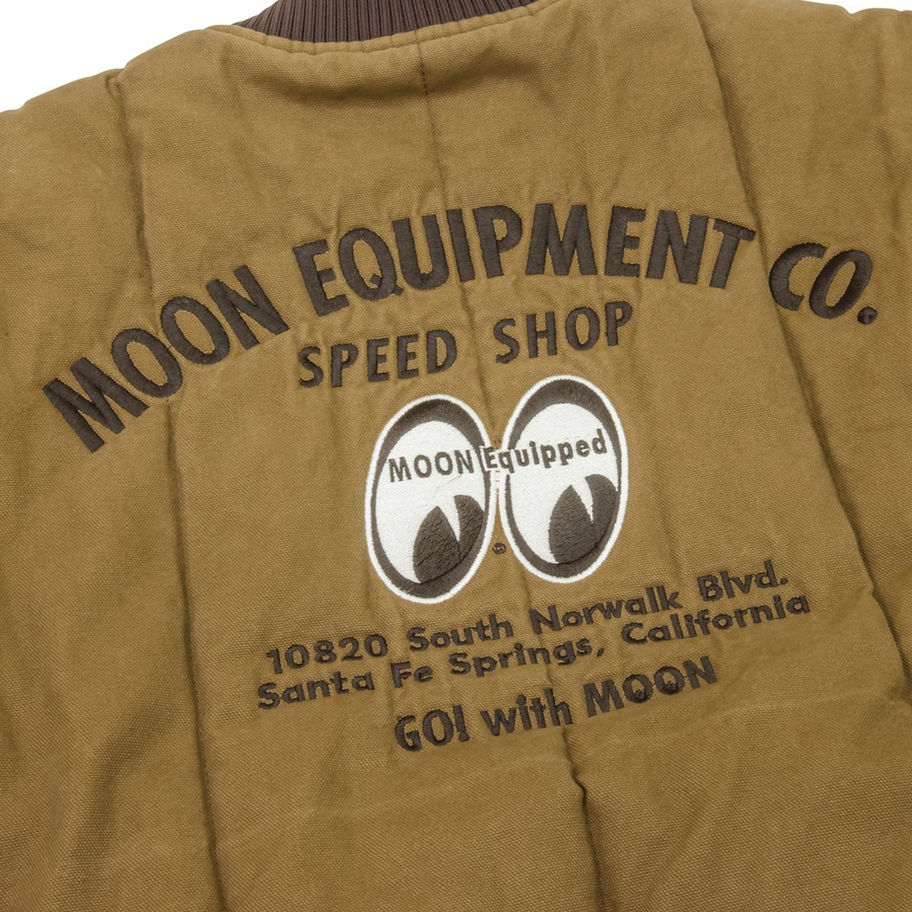 MOON EQUIPMENT CO.
SPEED SHOP
MOON Equipped
10820 South Norwalk Blvd.
Santa Fe Springs, California
GO! with MOON